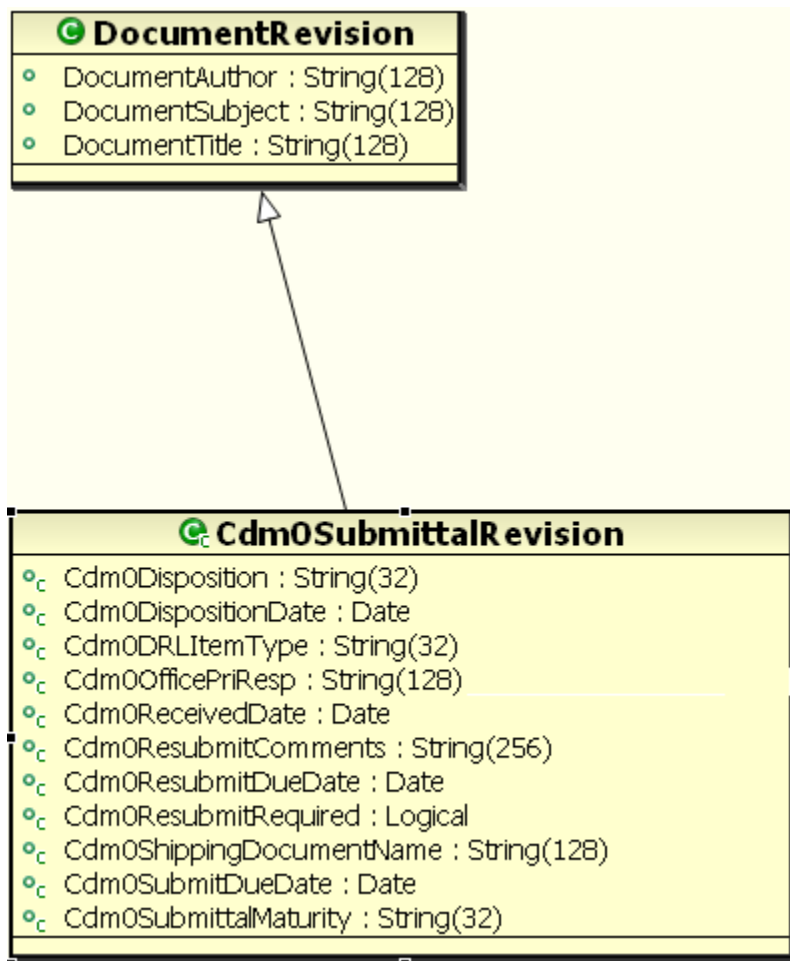 DocumentRevision
DocumentAuthor : String(128)
DocumentSubject : String(128)
DocumentTitle : String(128)
Cdm0SubmittalRevision
Cdm0Disposition : String(32)
Cdm0DispositionDate : Date
Cdm0DRLItemType : String(32)
Cdm0OfficePriResp : String(128)
Cdm0ReceivedDate : Date
Cdm0ResubmitComments : String(256)
Cdm0ResubmitDueDate : Date
Cdm0ResubmitRequired : Logical
Cdm0ShippingDocumentName : String(128)
Cdm0SubmitDueDate : Date
Cdm0SubmittalMaturity : String(32)